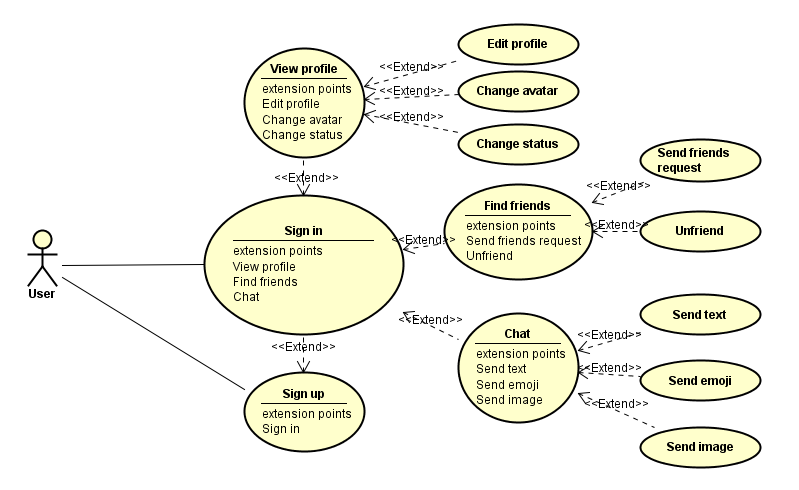 View profile
extension points
Edit profile
Change avatar
Change status
<<Extend>>
Edit profile
<<Extend>>
Change avatar
<<Extend>>
Change status
<<Extend>>
Sign in
extension points
View profile
Find friends
Chat
<<Extend>>
Find friends
extension points
Send friends request
Unfriend
<<Extend>>
Send friends
request
<<Extend>>
Unfriend
User
<<Extend>>
Chat
extension points
Send text
Send emoji
Send image
<<Extend>>
Send text
<<Extend>>
Send emoji
<<Extend>>
Send image
<<Extend>>
Sign up
extension points
Sign in